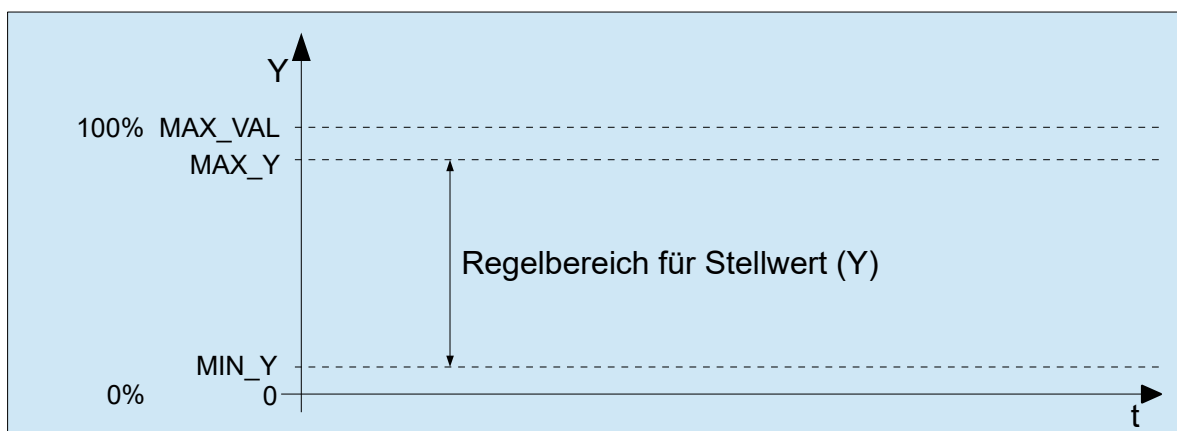 Y
100% MAX_VAL
MAX_Y
Regelbereich für Stellwert (Y)
MIN_Y
0% 0
t